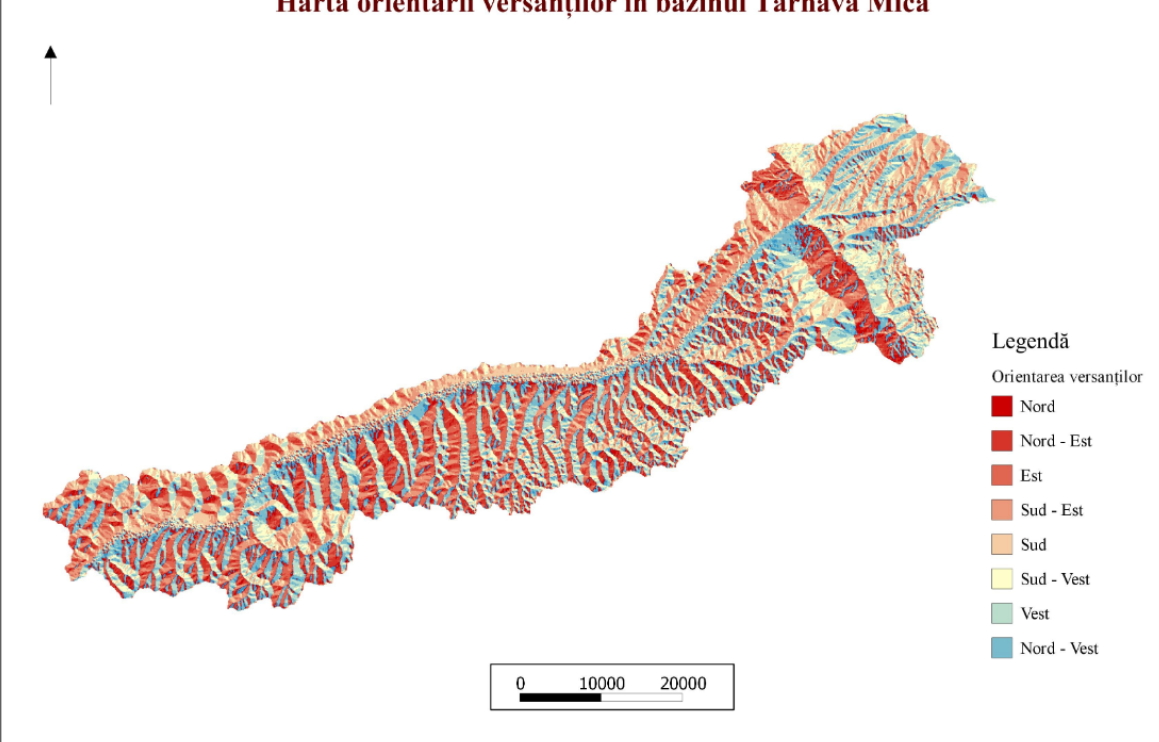 Harta orientării versanților în bazinul Târnava Mică
Legendă
Orientarea versanților
Nord
Nord - Est
Est
Sud - Est
Sud
Sud - Vest
Vest
Nord - Vest
0 10000 20000